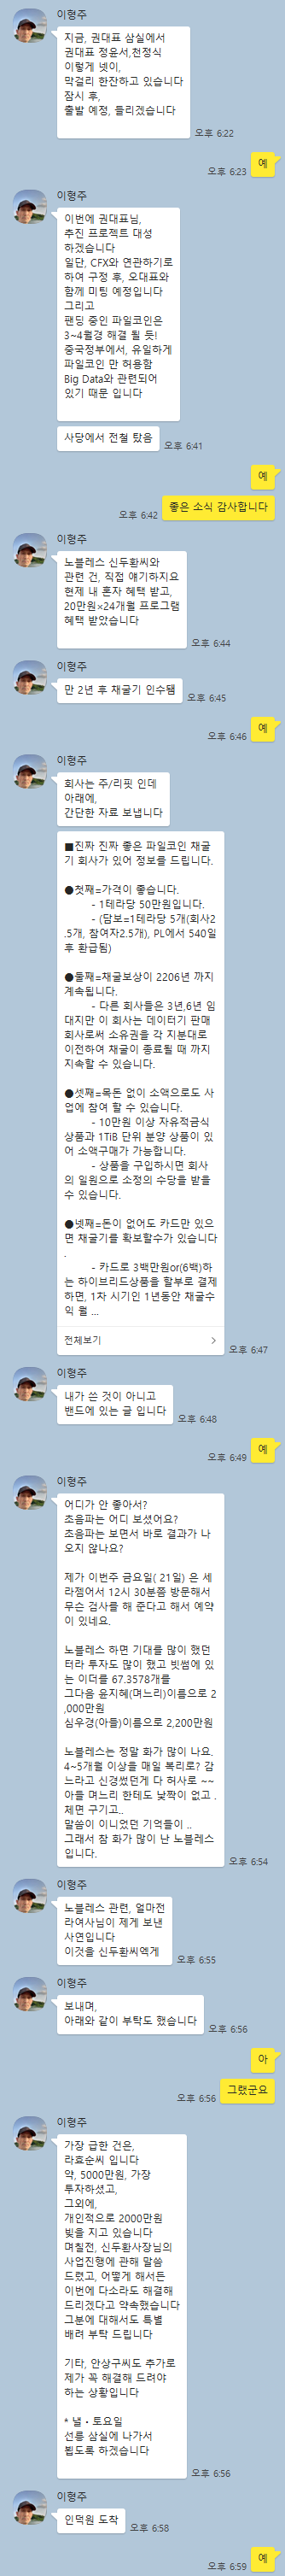 이형주
지금, 권대표 삼실에서
권대표 정윤서,천정식
이렇게 넷이,
막걸리 한잔하고 있습니다
잠시 후,
출발 예정, 들리겠습니다
오후 6:22
예
오후 6:23
이형주
이번에 권대표님,
추진 프로젝트 대성
하겠습니다
일단, CFX와 연관하기로
하여 구정 후, 오대표와
함께 미팅 예정입니다
그리고
팬딩 중인 파일코인은
3~4월경 해결 될 듯!
중국정부에서, 유일하게
파일코인 만 허용함
Big Data와 관련되어
있기 때문 입니다
사당에서 전철 탔음
오후 6:41
예
좋은 소식 감사합니다
오후 6:42
이형주
노블레스 신두환씨와
관련 건, 직접 얘기하지요
현제 내 혼자 혜택 받고,
20만원×24개월 프로그램
혜택 받았습니다
오후 6:44
이형주
만 2년 후 채굴기 인수됌
오후 6:45
예
오후 6:46
이형주
회사는 주/리핏 인데
아래에,
간단한 자료 보냅니다
■진짜 진짜 좋은 파일코인 채굴
기 회사가 있어 정보를 드립니다.
●첫째=가격이 좋습니다.
- 1테라당 50만원입니다.
- (담보=1테라당 5개(회사2
.5개, 참여자2.5개), PL에서 540일
후 환급됨)
●둘째=채굴보상이 2206년 까지
계속됩니다.
- 다른 회사들은 3년,6년 임
대지만 이 회사는 데이터기 판매
회사로써 소유권을 각 지분대로
이전하여 채굴이 종료될 때 까지
지속할 수 있습니다.
●셋째=목돈 없이 소액으로도 사
업에 참여 할 수 있습니다.
- 10만원 이상 자유적금식
상품과 1TiB 단위 분양 상품이 있
어 소액구매가 가능합니다.
- 상품을 구입하시면 회사
의 일원으로 소정의 수당을 받을
수 있습니다.
●넷째=돈이 없어도 카드만 있으
면 채굴기를 확보할수가 있습니다
.
- 카드로 3백만원or(6백)하
는 하이브리드상품을 할부로 결제
하면, 1차 시기인 1년동안 채굴수
익 월 ...
전체보기
오후 6:47
이형주
내가 쓴 것이 아니고
밴드에 있는 글 입니다
오후 6:48
예
오후 6:49
이형주
어디가 안 좋아서?
초음파는 어디 보셨어요?
초음파는 보면서 바로 결과가 나
오지 않나요?
제가 이번주 금요일( 21일) 은 세
라젬어서 12시 30분쯤 방문해서
무슨 검사를 해 준다고 해서 예약
이 있네요.
노블레스 하면 기대를 많이 했던
터라 투자도 많이 했고 빗썸에 있
는 이더를 67.3578개를
그다음 윤지혜(며느리)이름으로 2
,000만원
심우경(아들)이름으로 2,200만원
노블레스는 정말 화가 많이 나요.
4~5개월 이상을 매일 복리로? 감
느라고 신경썼던게 다 허사로 ~~
아들 며느리 한테도 낯짝이 없고 .
체면 구기고..
말씀이 이니었던 기억들이 ..
그래서 참 화가 많이 난 노블레스
입니다.
오후 6:54
이형주
노블레스 관련, 얼마전
라여사님이 제게 보낸
사연입니다
이것을 신두환씨엑게
오후 6:55
이형주
보내며,
아래와 같이 부탁도 했습니다
오후 6:56
아
그랬군요
오후 6:56
이형주
가장 급한 건은,
라효순씨 입니다
약, 5000만원, 가장
투자하셨고,
그외에,
개인적으로 2000만원
빚을 지고 있습니다
며칠전, 신두환사장님의
사업진행에 관해 말씀
드렸고, 어떻게 해서든
이번에 다소라도 해결해
드리겠다고 약속했습니다
그분에 대해서도 특별
배려 부탁 드립니다
기타, 안상구씨도 추가로
제가 꼭 해결해 드려야
하는 상황입니다
* 낼·토요일
선릉 삼실에 나가서
뵙도록 하겠습니다
오후 6:56
이형주
인덕원 도착
오후 6:58
예
오후 6:59